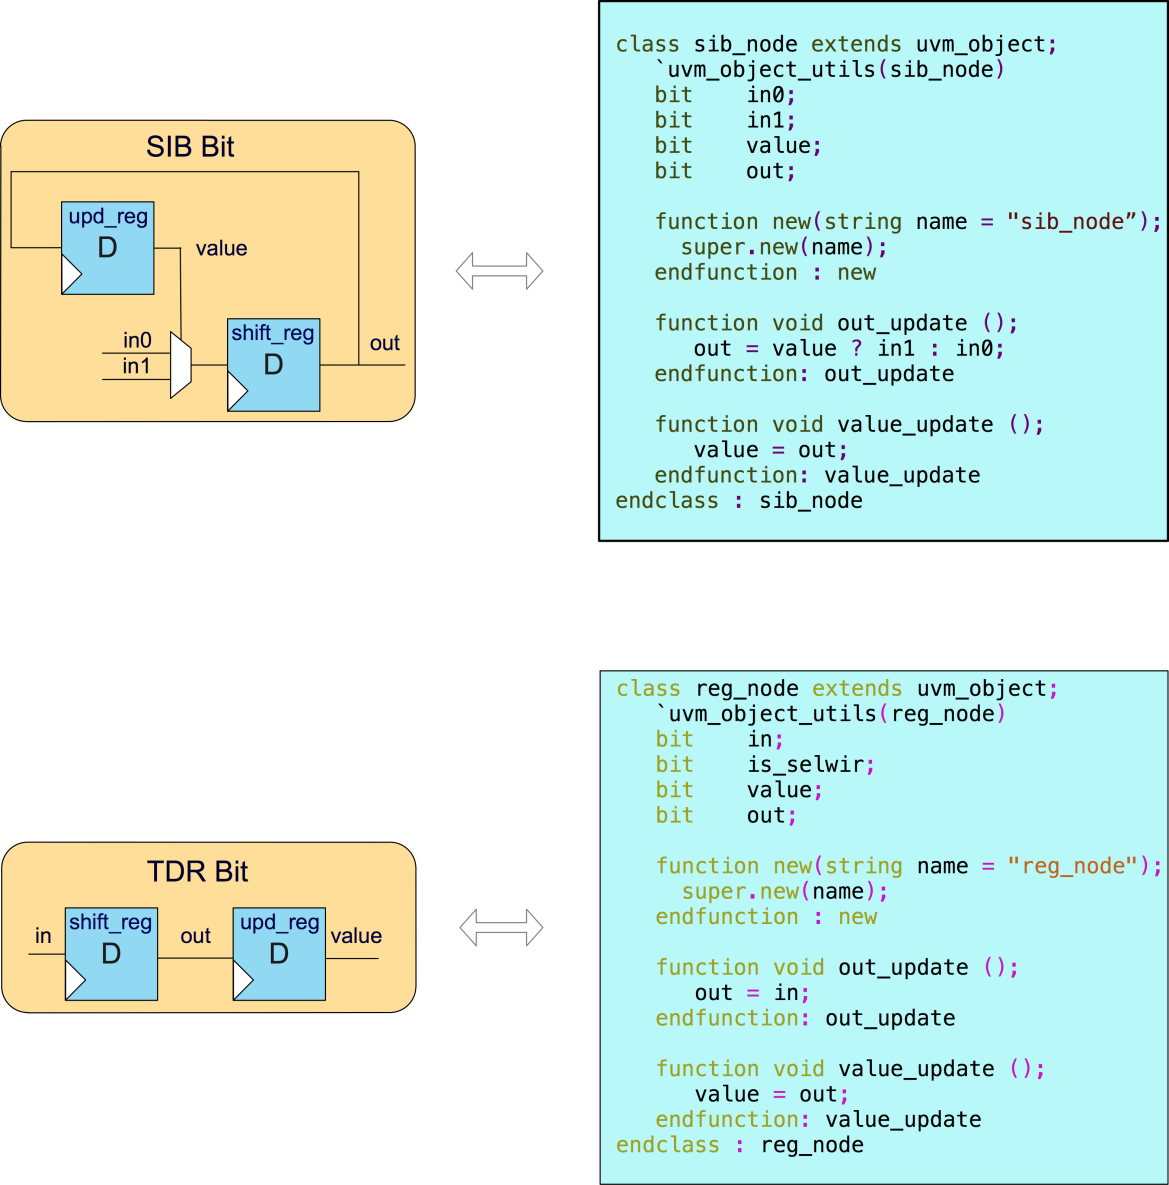 SIB Bit
upd_reg
D
value
in0
in1
shift_reg
D
out
class sib_node extends uvm_object;
   `uvm_object_utils(sib_node)
   bit    in0;
   bit    in1;
   bit    value;
   bit    out;
   function new(string name = "sib_node”);
     super.new(name);
   endfunction : new
   function void out_update ();
      out = value ? in1 : in0;
   endfunction: out_update
   function void value_update ();
      value = out;
   endfunction: value_update
endclass : sib_node
TDR Bit
in
shift_reg
D
out
upd_reg
D
value
class reg_node extends uvm_object;
   `uvm_object_utils(reg_node)
   bit    in;
   bit    is_selwir;
   bit    value;
   bit    out;
   function new(string name = "reg_node");
     super.new(name);
   endfunction : new
   function void out_update ();
      out = in;
   endfunction: out_update
   function void value_update ();
      value = out;
   endfunction: value_update
endclass : reg_node